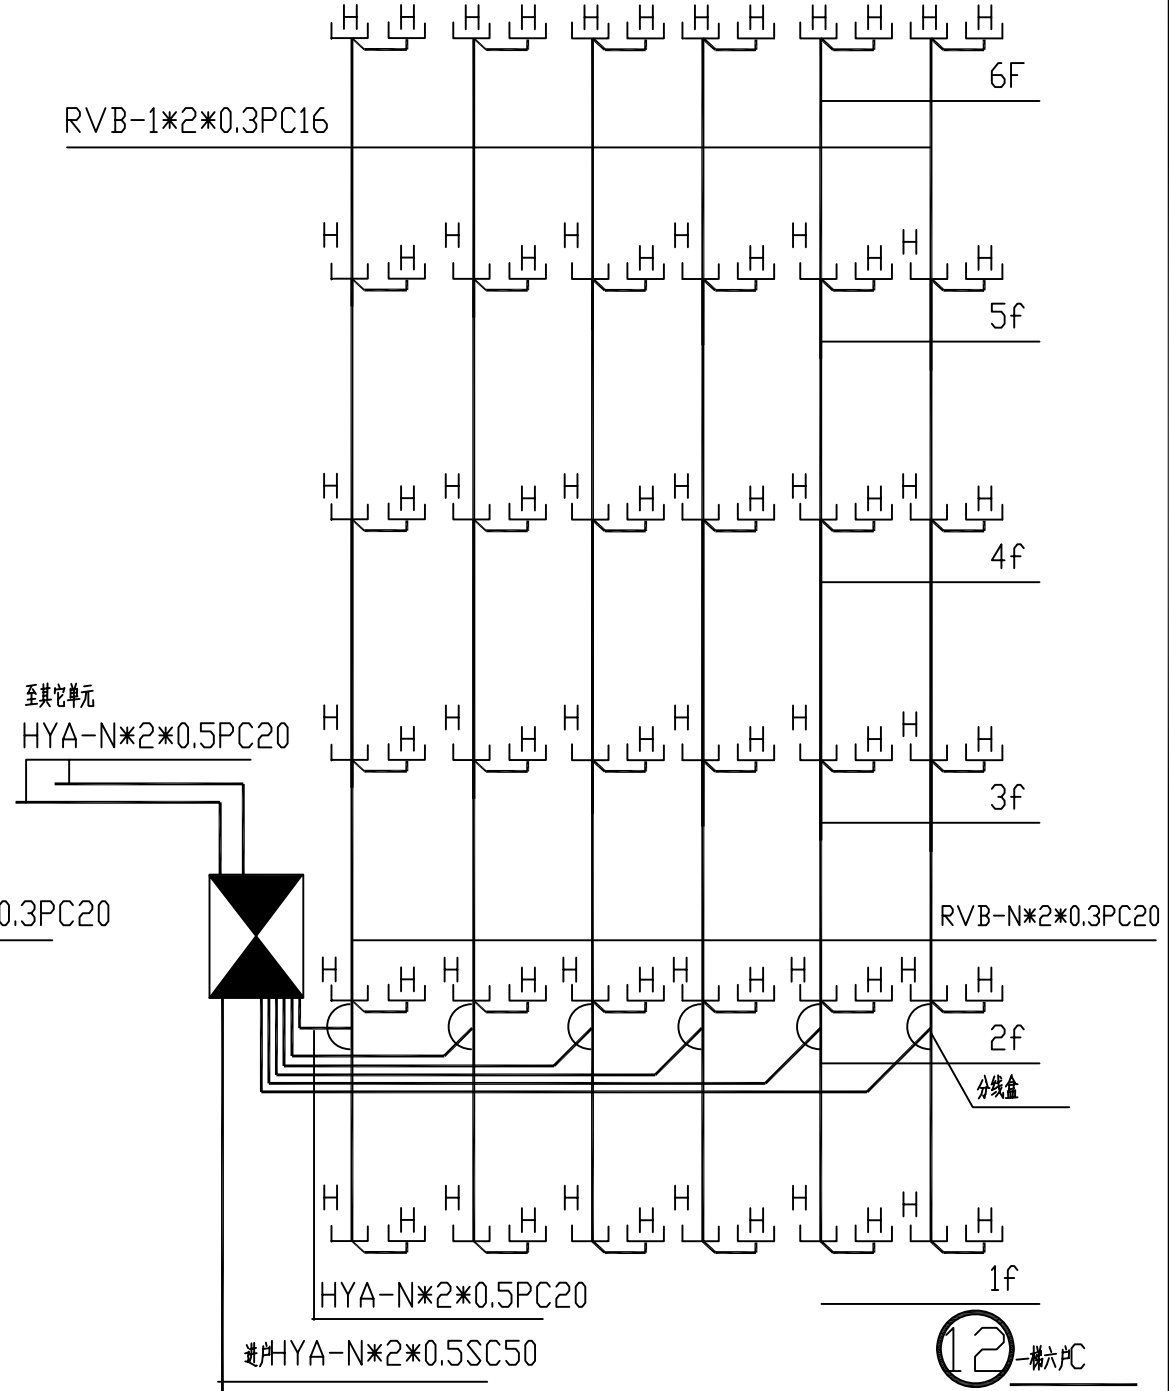 H H H H H H H H H H H H
6F
RVB-1*2*0.3PC16
H H H H H H H H H H H H
5f
H H H H H H H H H H H H
4f
至其它单元
HYA-N*2*0.5PC20
H H H H H H H H H H H H
3f
0.3PC20
RVB-N*2*0.3PC20
H H H H H H H H H H H H
2f
分线盒
H H H H H H H H H H H H
1f
HYA-N*2*0.5PC20
进户HYA-N*2*0.5SC50
12 一梯六户C